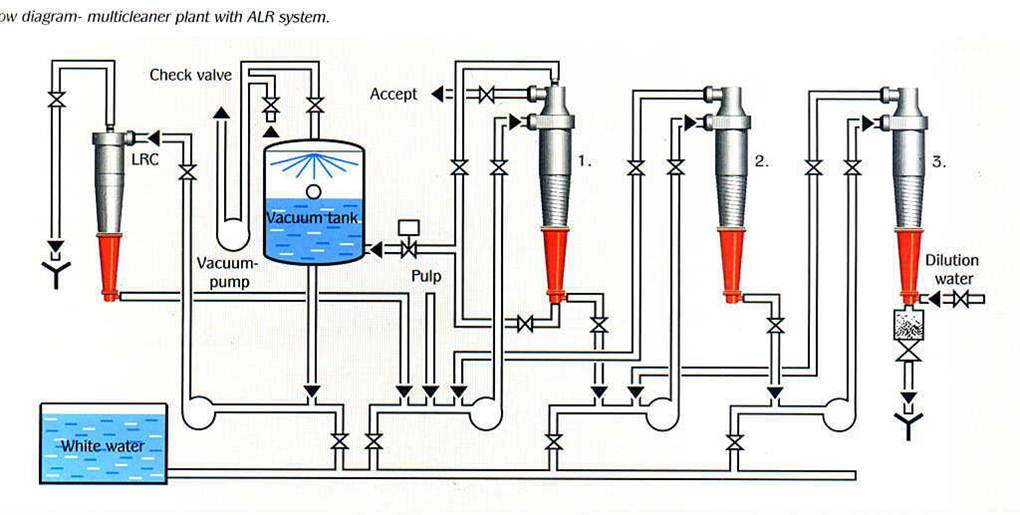 ow diagram- multicleaner plant with ALR system.
Check valve
Accept
LRC
1.
2.
3.
Vacuum tank
Vacuum-
pump
Pulp
Dilution
water
White water